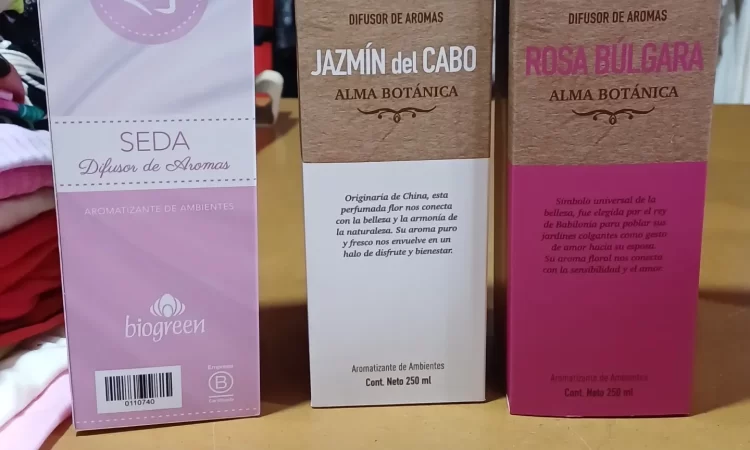 SEDA
Difusor de Aromas
AROMATIZANTE DE AMBIENTES
biogreen
0110740
Empresa
B
DIFUSOR DE AROMAS
JAZMÍN del CABO
ALMA BOTÁNICA
Originaria de China, esta
perfumada flor nos conecta
con la belleza y la armonía de
la naturaleza. Su aroma puro
y fresco nos envuelve en un
halo de disfrute y bienestar.
Aromatizante de Ambientes
Cont. Neto 250 ml
DIFUSOR DE AROMAS
ROSA BÚLGARA
ALMA BOTÁNICA
Símbolo universal de la
belleza, fue elegida por el rey
de Babilonia para poblar sus
jardines colgantes como gesto
de amor hacia su esposa.
Su aroma floral nos conecta
con la sensibilidad y el amor
Aromatizante de Ambientes
Cont. Neto 250 ml